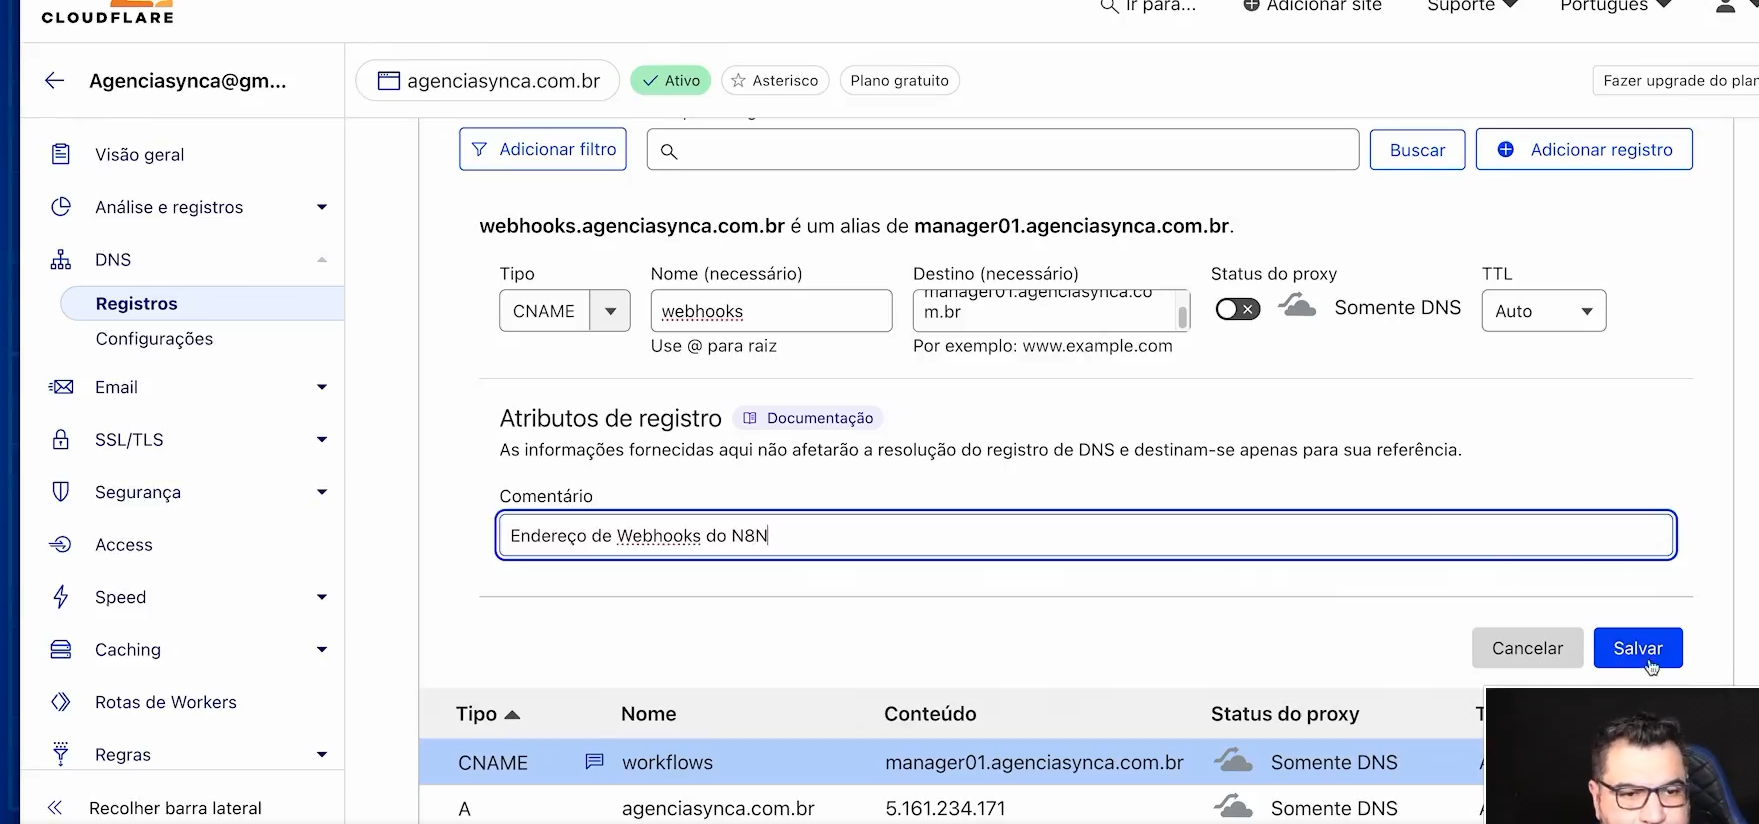 CLOUDFLARE
Ir para...
Adicionar site
Suporte
Português
Agenciasynca@gm...
agenciasynca.com.br
Ativo
Asterisco
Plano gratuito
Fazer upgrade do plan
Visão geral
Análise e registros
DNS
Registros
Configurações
Email
SSL/TLS
Segurança
Access
Speed
Caching
Rotas de Workers
Regras
Recolher barra lateral
Adicionar filtro
Buscar
Adicionar registro
webhooks.agenciasynca.com.br é um alias de manager01.agenciasynca.com.br.
Tipo
Nome (necessário)
Destino (necessário)
Status do proxy
TTL
CNAME
webhooks
manager01.agenciasynca.co
m.br
Somente DNS
Auto
Use @ para raiz
Por exemplo: www.example.com
Atributos de registro
Documentação
As informações fornecidas aqui não afetarão a resolução do registro de DNS e destinam-se apenas para sua referência.
Comentário
Endereço de Webhooks do N8N
Cancelar
Salvar
Tipo
Nome
Conteúdo
Status do proxy
CNAME
workflows
manager01.agenciasynca.com.br
Somente DNS
A
agenciasynca.com.br
5.161.234.171
Somente DNS